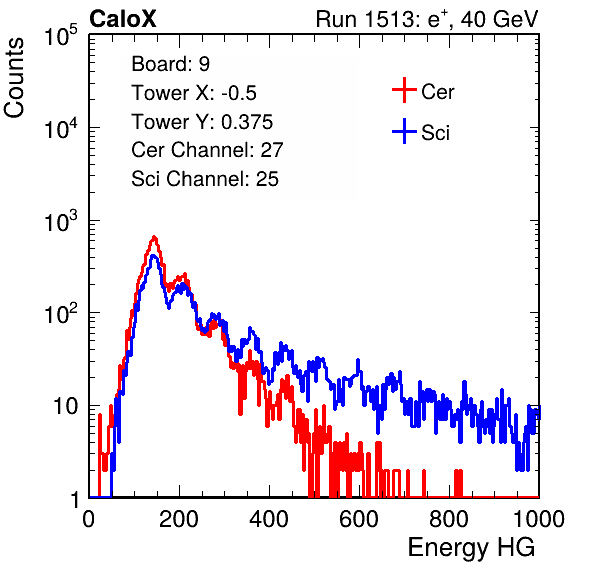 CaloX Run 1513: e⁺, 40 GeV
Counts
Board: 9
Tower X: -0.5
Tower Y: 0.375
Cer Channel: 27
Sci Channel: 25
Cer
Sci
10⁵
10⁴
10³
10²
10
1
0 200 400 600 800 1000
Energy HG